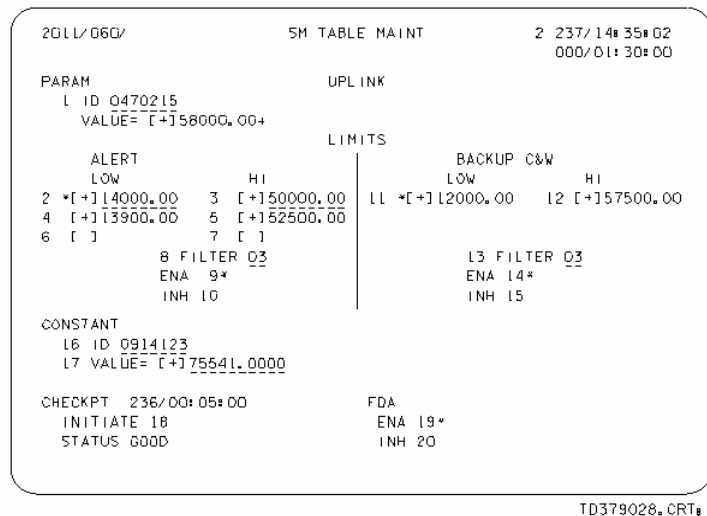 2011/060/ SM TABLE MAINT 2 237/14:35:02
000/01:30:00
PARAM UPLINK
1 ID 0470215
VALUE= [+]58000.00↓
LIMITS
ALERT BACKUP C&W
LOW HI LOW HI
2 *[+]14000.00 3 [+]50000.00 11 *[+]12000.00 12 [+]57500.00
4 [+]13900.00 5 [+]52500.00
6 [ ] 7 [ ]
8 FILTER 03 13 FILTER 03
ENA 9* ENA 14*
INH 10 INH 15
CONSTANT
16 ID 0914123
17 VALUE= [+]75541.0000
CHECKPT 236/00:05:00 FDA
INITIATE 18 ENA 19*
STATUS GOOD INH 20
TD379028.CRT;